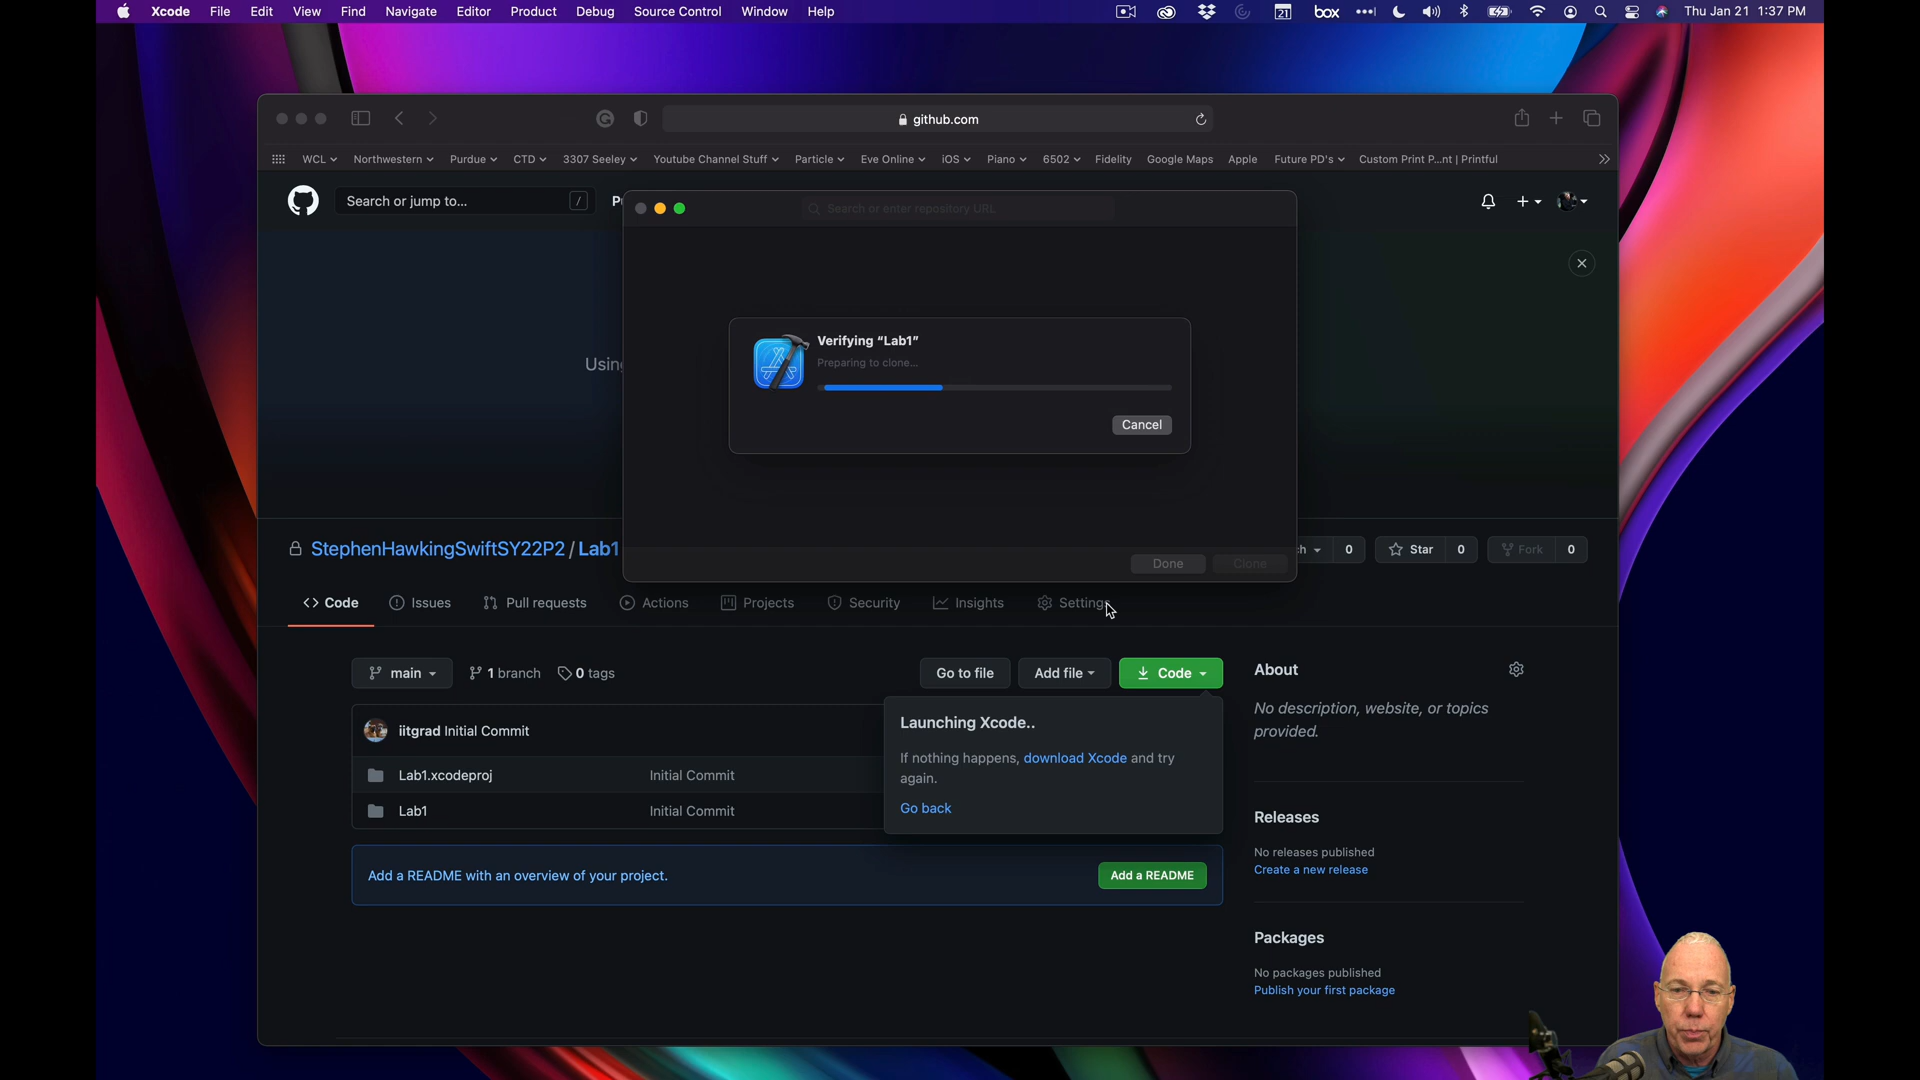 Xcode File Edit View Find Navigate Editor Product Debug Source Control Window Help
21 box Thu Jan 21 1:37 PM
github.com
WCL Northwestern Purdue CTD 3307 Seeley Youtube Channel Stuff Particle Eve Online iOS Piano 6502 Fidelity Google Maps Apple Future PD's Custom Print P...nt | Printful
Search or jump to... /
Search or enter repository URL
Verifying “Lab1”
Preparing to clone...
Cancel
Done Clone
StephenHawkingSwiftSY22P2 / Lab1
0 Star 0 Fork 0
<> Code Issues Pull requests Actions Projects Security Insights Settings
main 1 branch 0 tags
Go to file Add file Code
iitgrad Initial Commit
Lab1.xcodeproj Initial Commit
Lab1 Initial Commit
Launching Xcode..
If nothing happens, download Xcode and try
again.
Go back
Add a README with an overview of your project.
Add a README
About
No description, website, or topics
provided.
Releases
No releases published
Create a new release
Packages
No packages published
Publish your first package